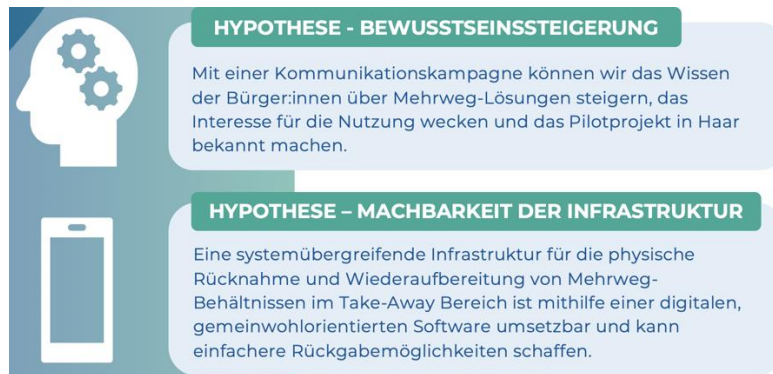 HYPOTHESE - BEWUSSTSEINSSTEIGERUNG
Mit einer Kommunikationskampagne können wir das Wissen
der Bürger:innen über Mehrweg-Lösungen steigern, das
Interesse für die Nutzung wecken und das Pilotprojekt in Haar
bekannt machen.
HYPOTHESE – MACHBARKEIT DER INFRASTRUKTUR
Eine systemübergreifende Infrastruktur für die physische
Rücknahme und Wiederaufbereitung von Mehrweg-
Behältnissen im Take-Away Bereich ist mithilfe einer digitalen,
gemeinwohlorientierten Software umsetzbar und kann
einfachere Rückgabemöglichkeiten schaffen.